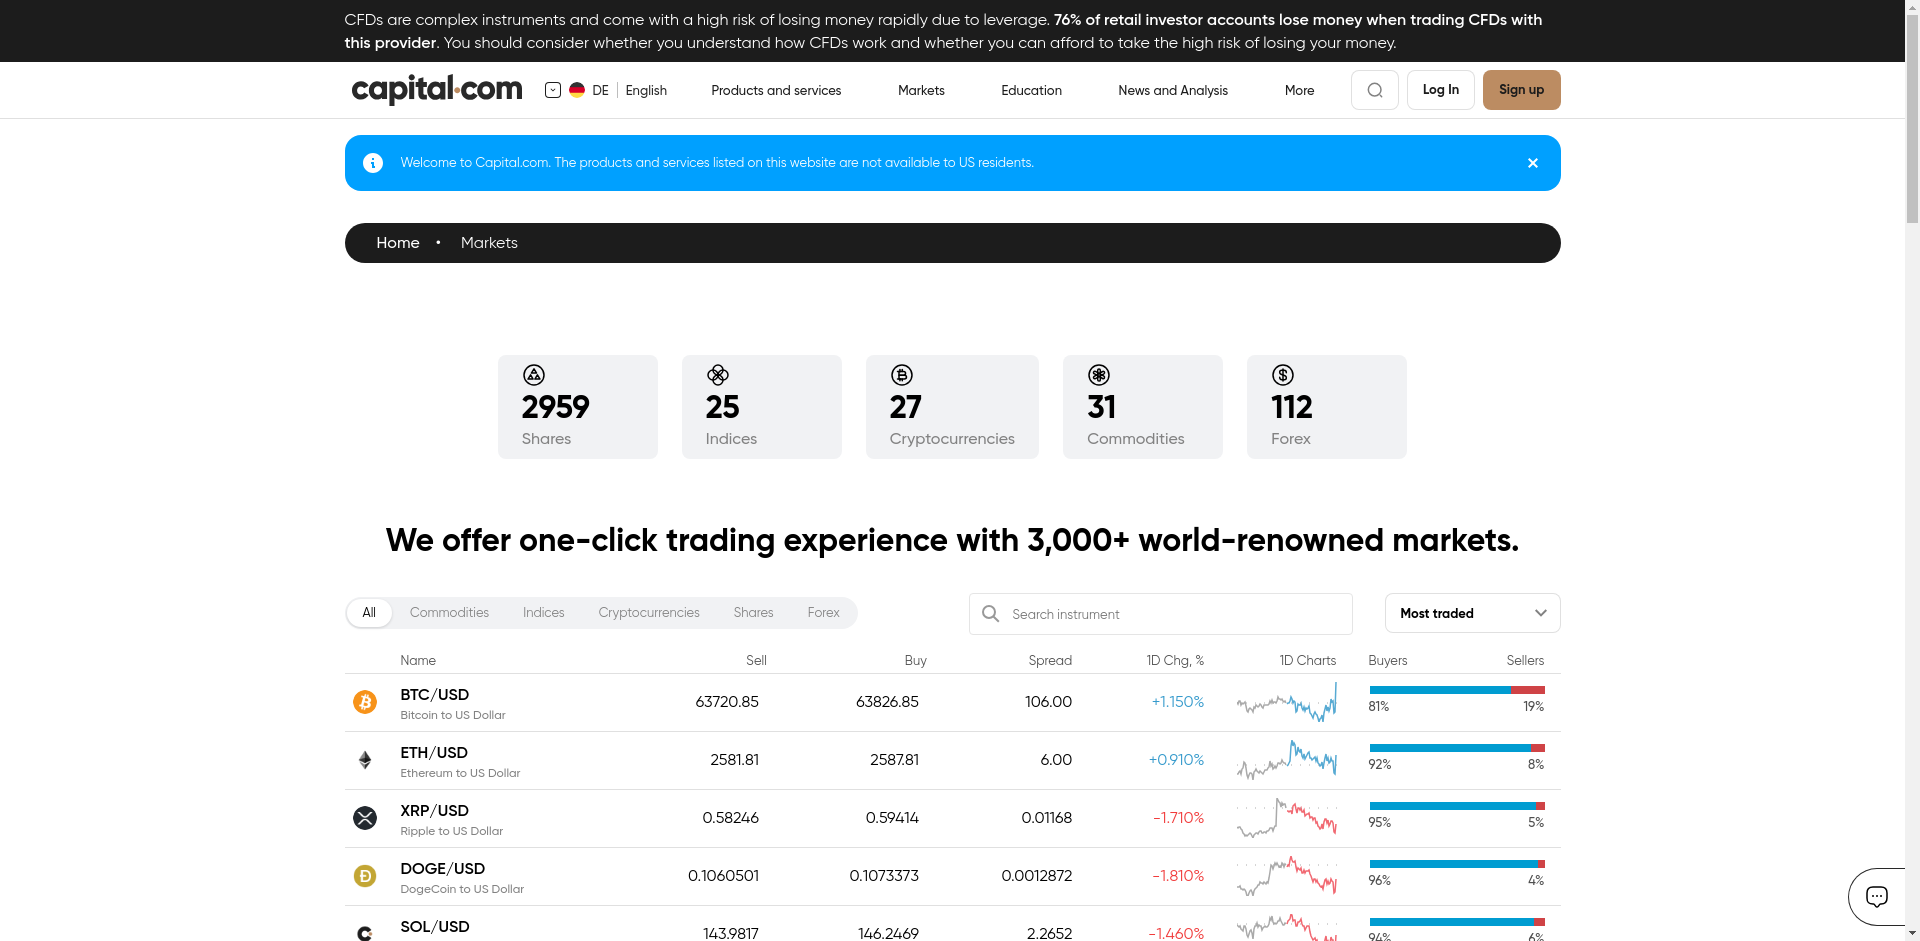 CFDs are complex instruments and come with a high risk of losing money rapidly due to leverage. 76% of retail investor accounts lose money when trading CFDs with
this provider. You should consider whether you understand how CFDs work and whether you can afford to take the high risk of losing your money.
capital.com DE English Products and services Markets Education News and Analysis More Log In Sign up
Welcome to Capital.com. The products and services listed on this website are not available to US residents.
Home • Markets
2959 25 27 31 112
Shares Indices Cryptocurrencies Commodities Forex
We offer one-click trading experience with 3,000+ world-renowned markets.
All Commodities Indices Cryptocurrencies Shares Forex Search instrument Most traded
Name Sell Buy Spread 1D Chg, % 1D Charts Buyers Sellers
BTC/USD 63720.85 63826.85 106.00 +1.150%
Bitcoin to US Dollar 81% 19%
ETH/USD 2581.81 2587.81 6.00 +0.910%
Ethereum to US Dollar 92% 8%
XRP/USD 0.58246 0.59414 0.01168 -1.710%
Ripple to US Dollar 95% 5%
DOGE/USD 0.1060501 0.1073373 0.0012872 -1.810%
DogeCoin to US Dollar 96% 4%
SOL/USD 143.9817 146.2469 2.2652 -1.460%
94% 6%